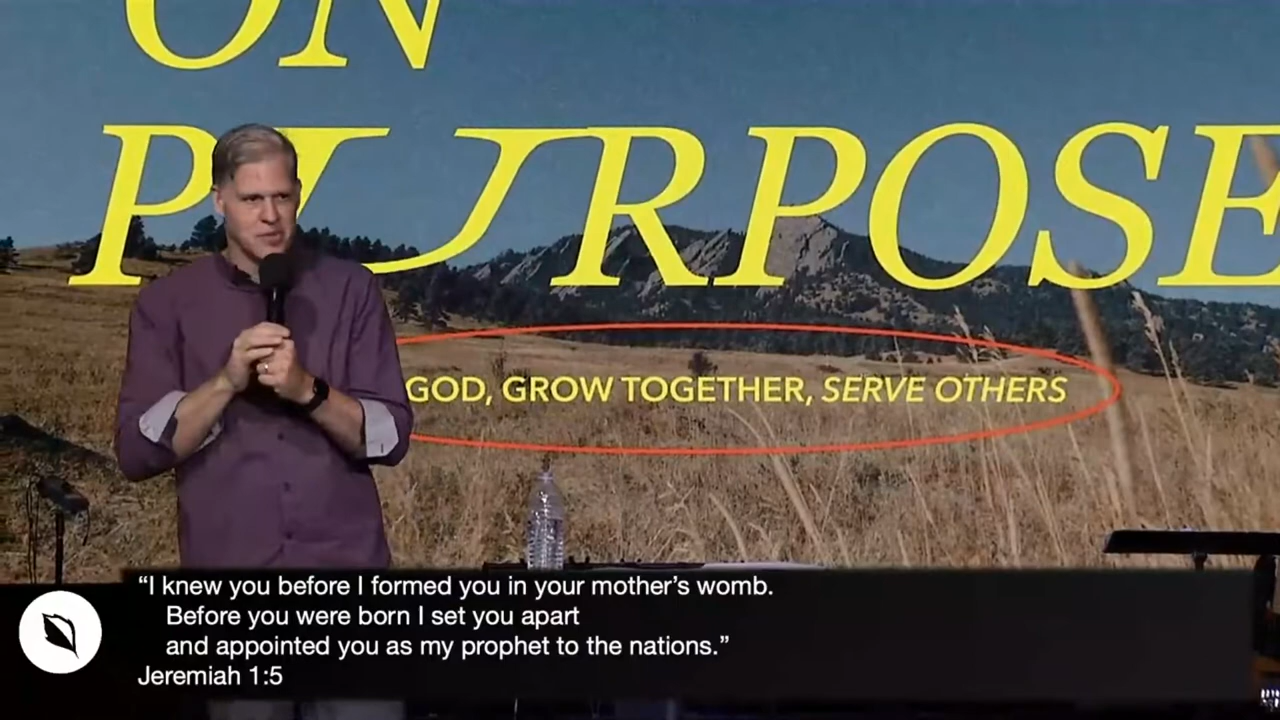 ON
PURPOSE
GOD, GROW TOGETHER, SERVE OTHERS
“I knew you before I formed you in your mother’s womb.
Before you were born I set you apart
and appointed you as my prophet to the nations.”
Jeremiah 1:5